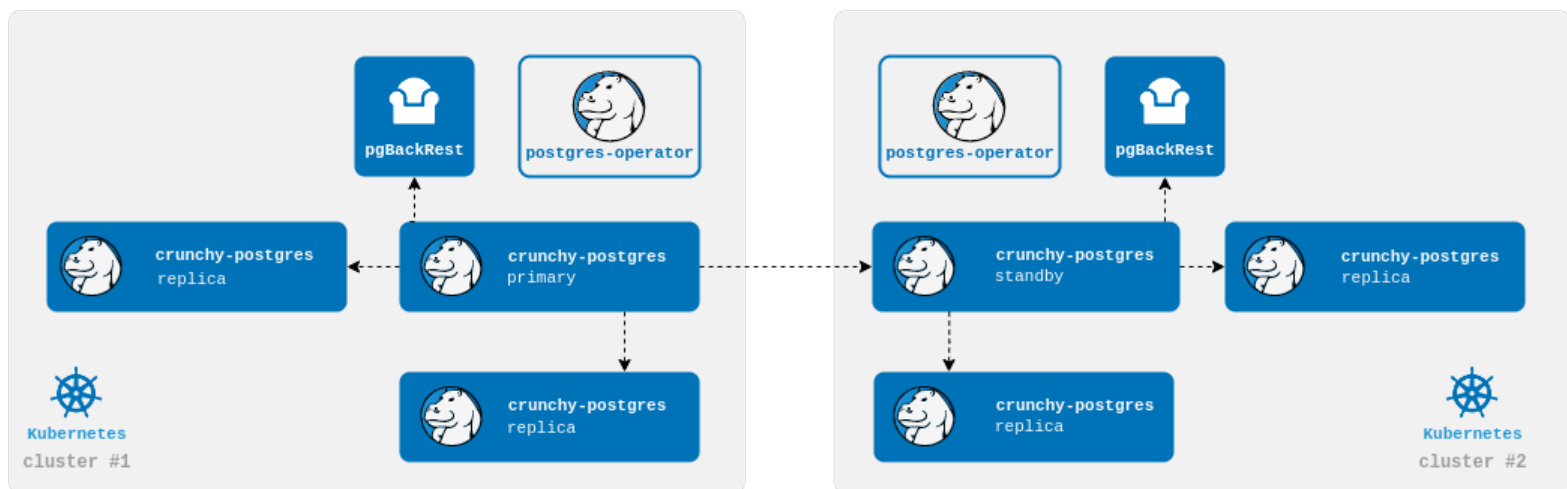 pgBackRest
postgres-operator
crunchy-postgres
replica
crunchy-postgres
primary
crunchy-postgres
replica
Kubernetes
cluster #1
postgres-operator
pgBackRest
crunchy-postgres
standby
crunchy-postgres
replica
crunchy-postgres
replica
Kubernetes
cluster #2